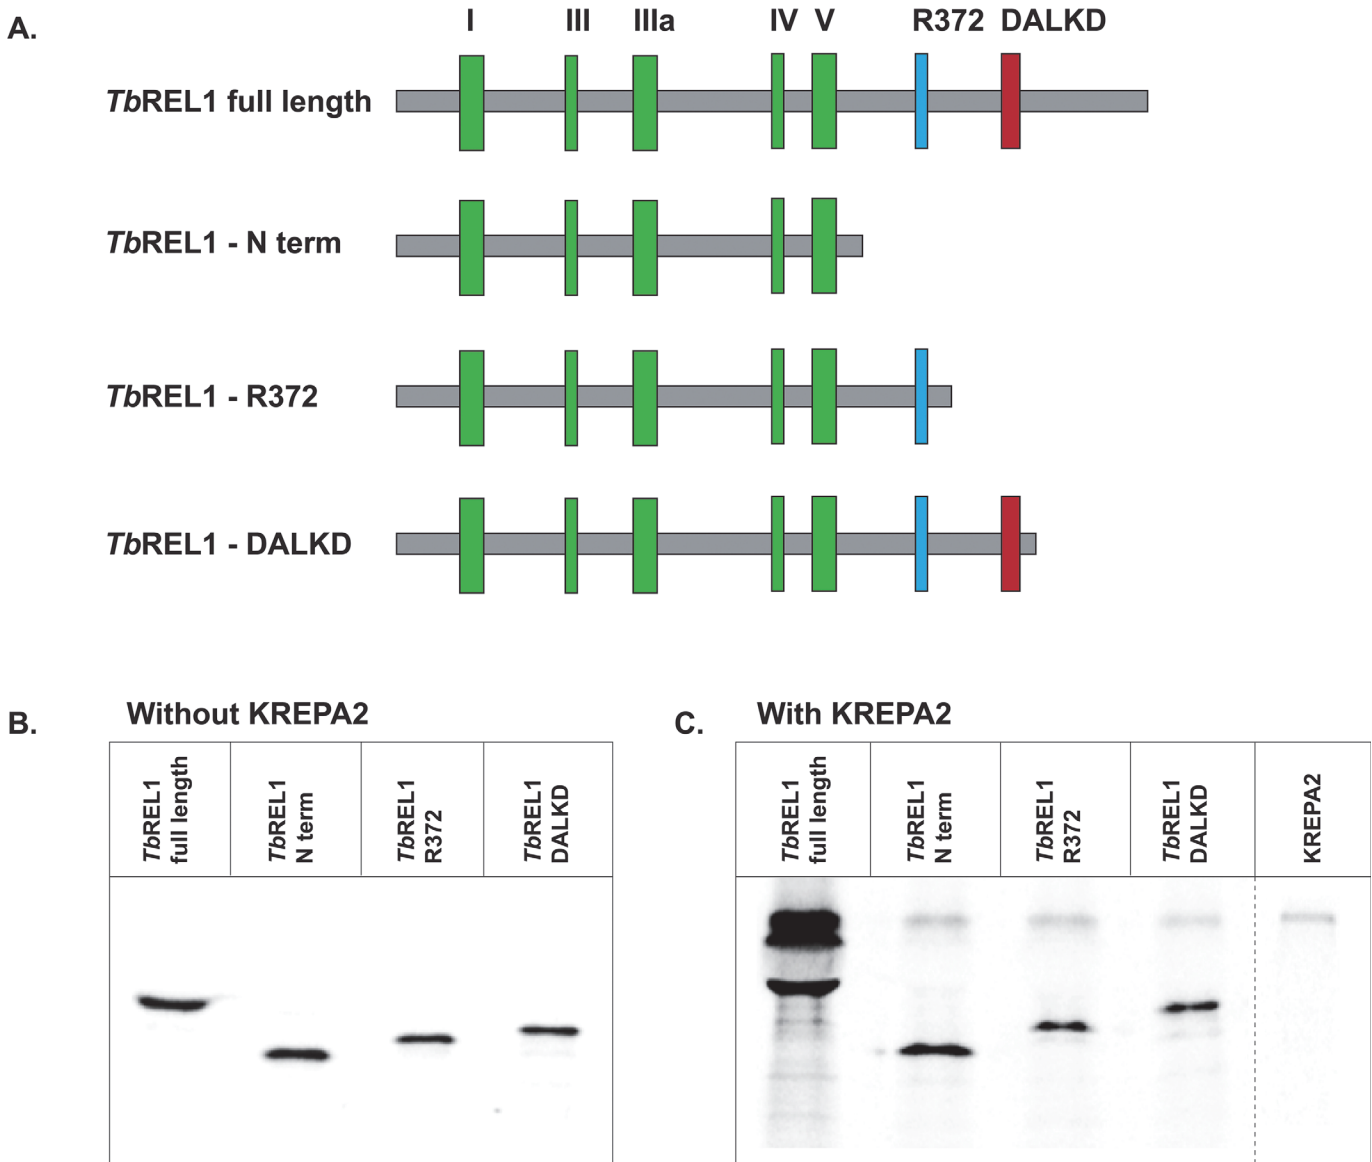 A.
I III IIIa IV V R372 DALKD
TbREL1 full length
TbREL1 - N term
TbREL1 - R372
TbREL1 - DALKD
B.
Without KREPA2
TbREL1
full length
TbREL1
N term
TbREL1
R372
TbREL1
DALKD
C.
With KREPA2
TbREL1
full length
TbREL1
N term
TbREL1
R372
TbREL1
DALKD
KREPA2